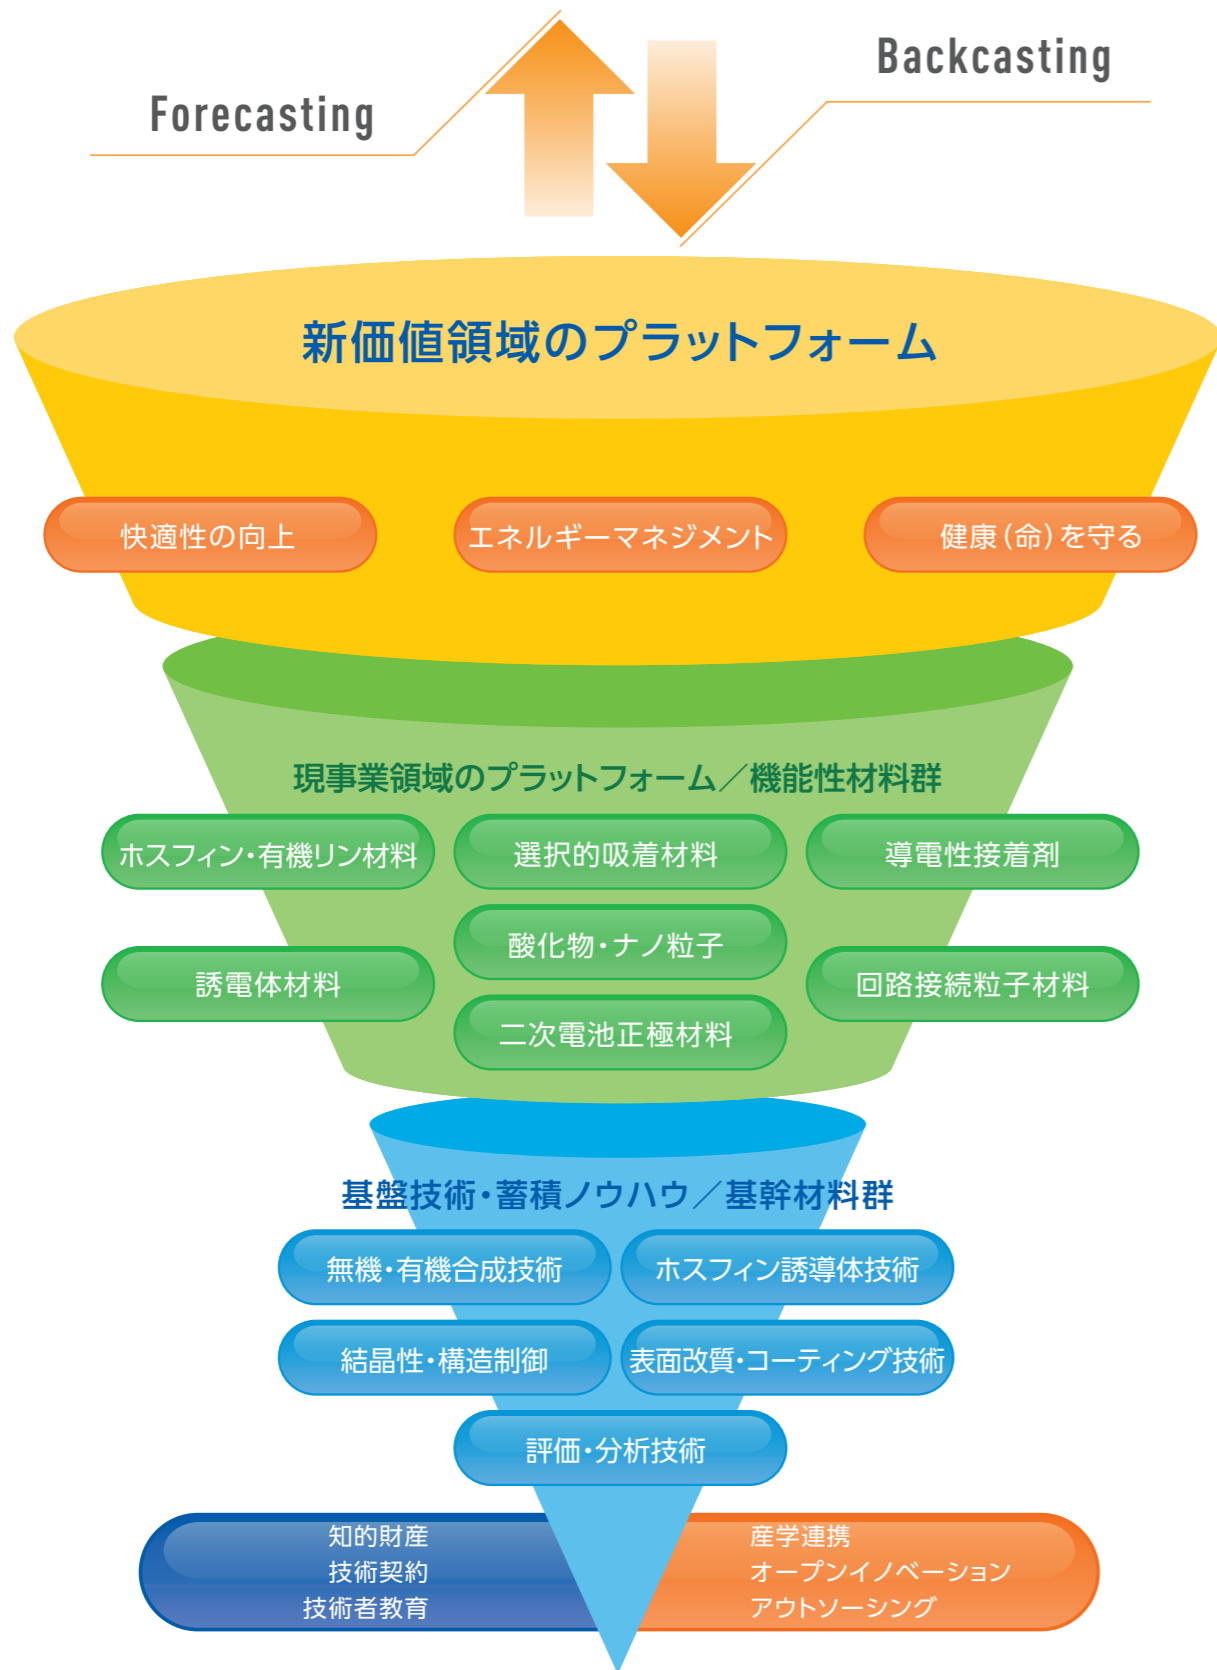 Backcasting
Forecasting
新価値領域のプラットフォーム
快適性の向上
エネルギーマネジメント
健康（命）を守る
現事業領域のプラットフォーム／機能性材料群
ホスフィン・有機リン材料
選択的吸着材料
導電性接着剤
酸化物・ナノ粒子
誘電体材料
回路接続粒子材料
二次電池正極材料
基盤技術・蓄積ノウハウ／基幹材料群
無機・有機合成技術
ホスフィン誘導体技術
結晶性・構造制御
表面改質・コーティング技術
評価・分析技術
知的財産
技術契約
技術者教育
産学連携
オープンイノベーション
アウトソーシング